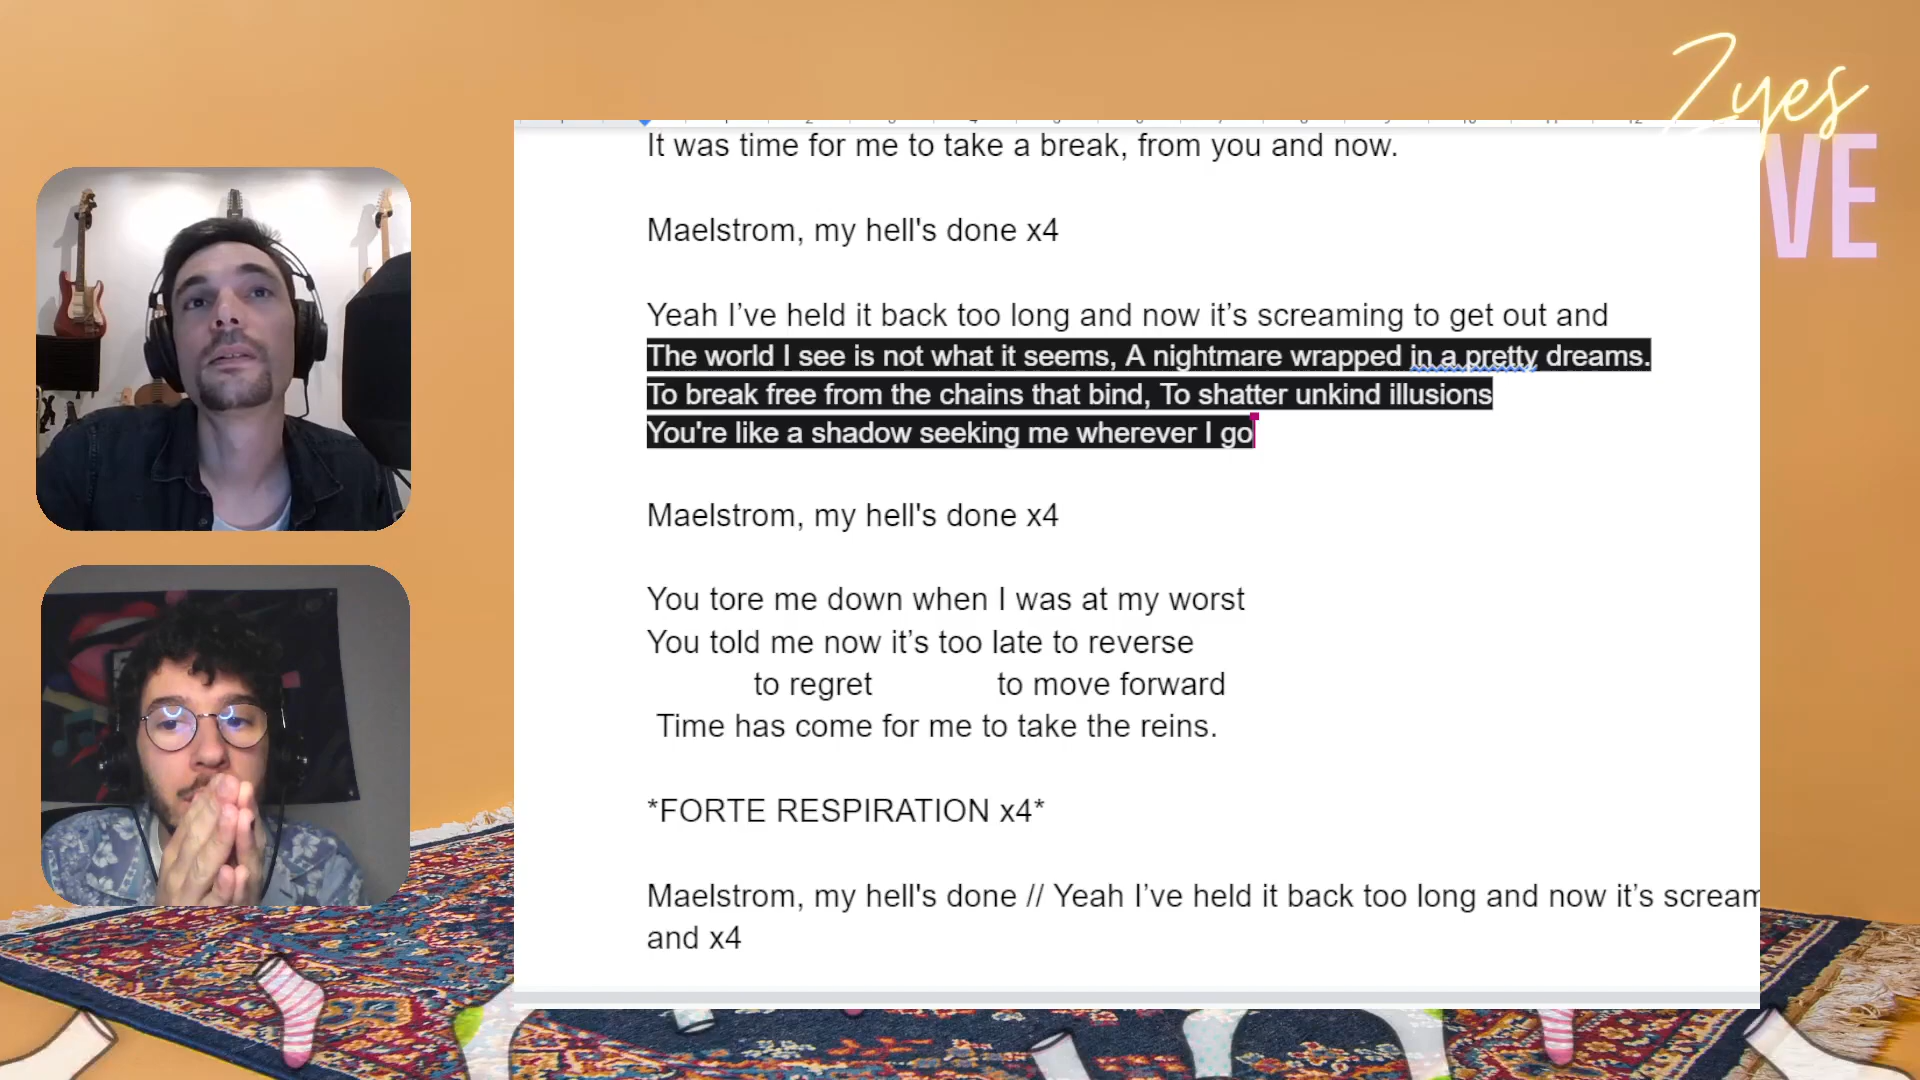 Zyes
VE
It was time for me to take a break, from you and now.
Maelstrom, my hell's done x4
Yeah I’ve held it back too long and now it’s screaming to get out and
The world I see is not what it seems, A nightmare wrapped in a pretty dreams.
To break free from the chains that bind, To shatter unkind illusions
You're like a shadow seeking me wherever I go
Maelstrom, my hell's done x4
You tore me down when I was at my worst
You told me now it’s too late to reverse
to regret to move forward
Time has come for me to take the reins.
*FORTE RESPIRATION x4*
Maelstrom, my hell's done // Yeah I’ve held it back too long and now it’s scream
and x4